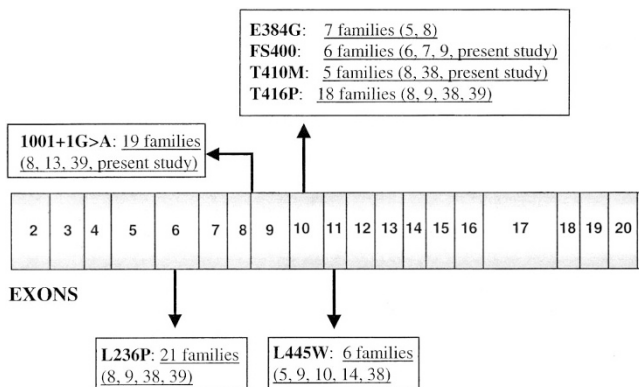 E384G: 7 families (5, 8)
FS400: 6 families (6, 7, 9, present study)
T410M: 5 families (8, 38, present study)
T416P: 18 families (8, 9, 38, 39)
1001+1G>A: 19 families
(8, 13, 39, present study)
2 3 4 5 6 7 8 9 10 11 12 13 14 15 16 17 18 19 20
EXONS
L236P: 21 families
(8, 9, 38, 39)
L445W: 6 families
(5, 9, 10, 14, 38)